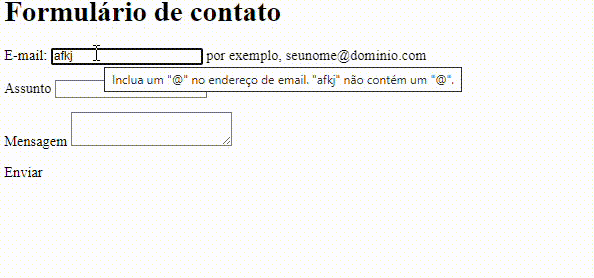 Formulário de contato
E-mail: afkj por exemplo, seunome@dominio.com
Inclua um "@" no endereço de email. "afkj" não contém um "@".
Assunto
Mensagem
Enviar